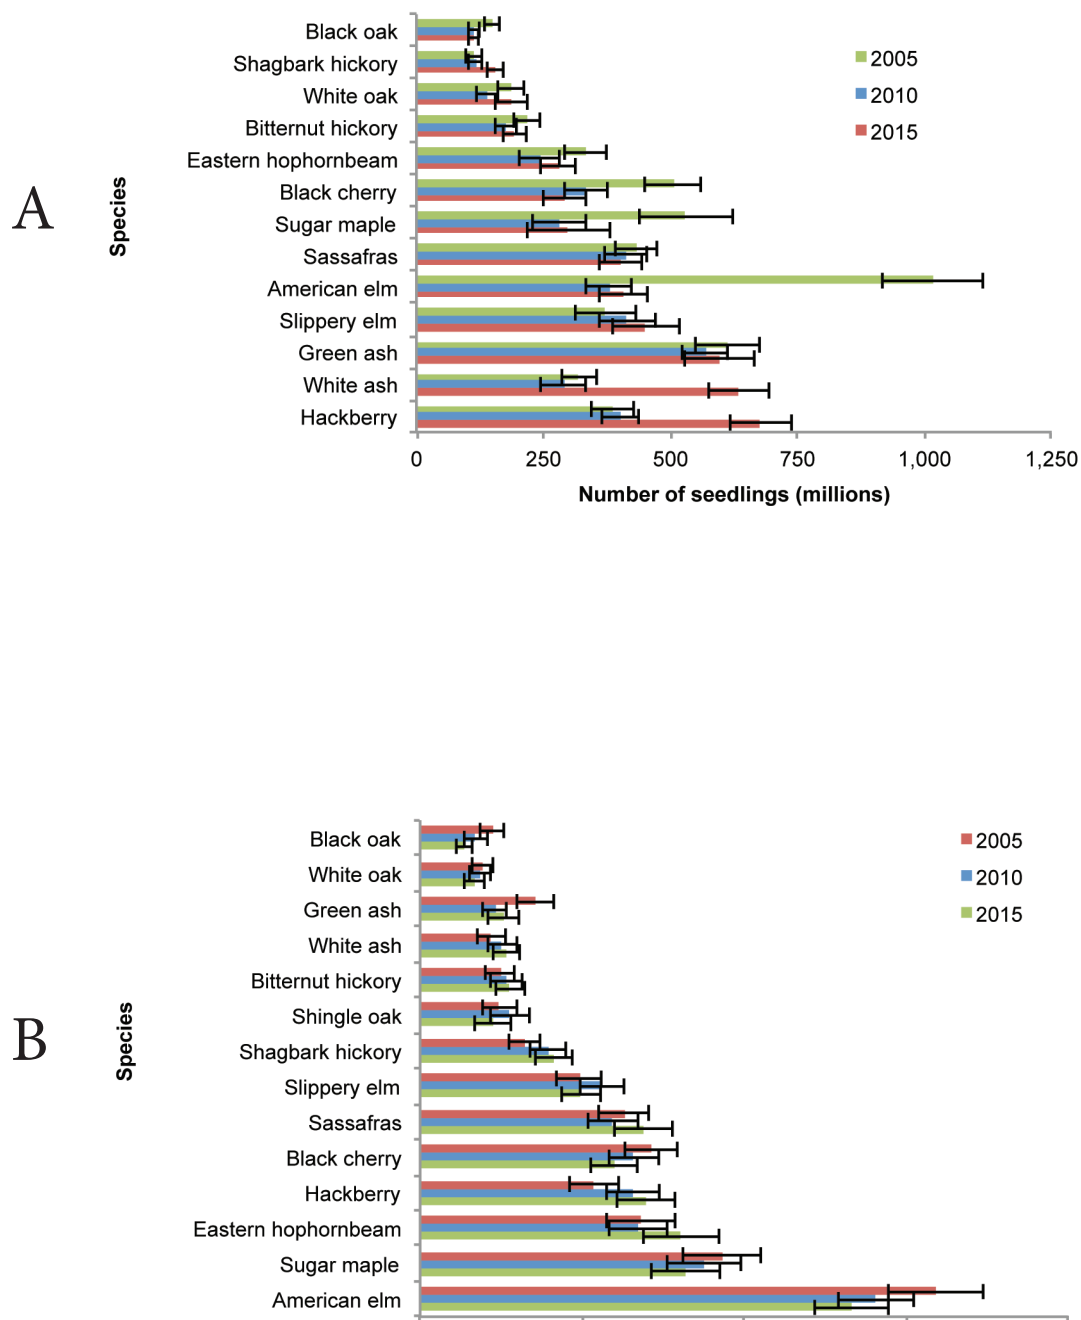 A
Species
Black oak
Shagbark hickory
White oak
Bitternut hickory
Eastern hophornbeam
Black cherry
Sugar maple
Sassafras
American elm
Slippery elm
Green ash
White ash
Hackberry
2005
2010
2015
0 250 500 750 1,000 1,250
Number of seedlings (millions)
B
Species
Black oak
White oak
Green ash
White ash
Bitternut hickory
Shingle oak
Shagbark hickory
Slippery elm
Sassafras
Black cherry
Hackberry
Eastern hophornbeam
Sugar maple
American elm
2005
2010
2015